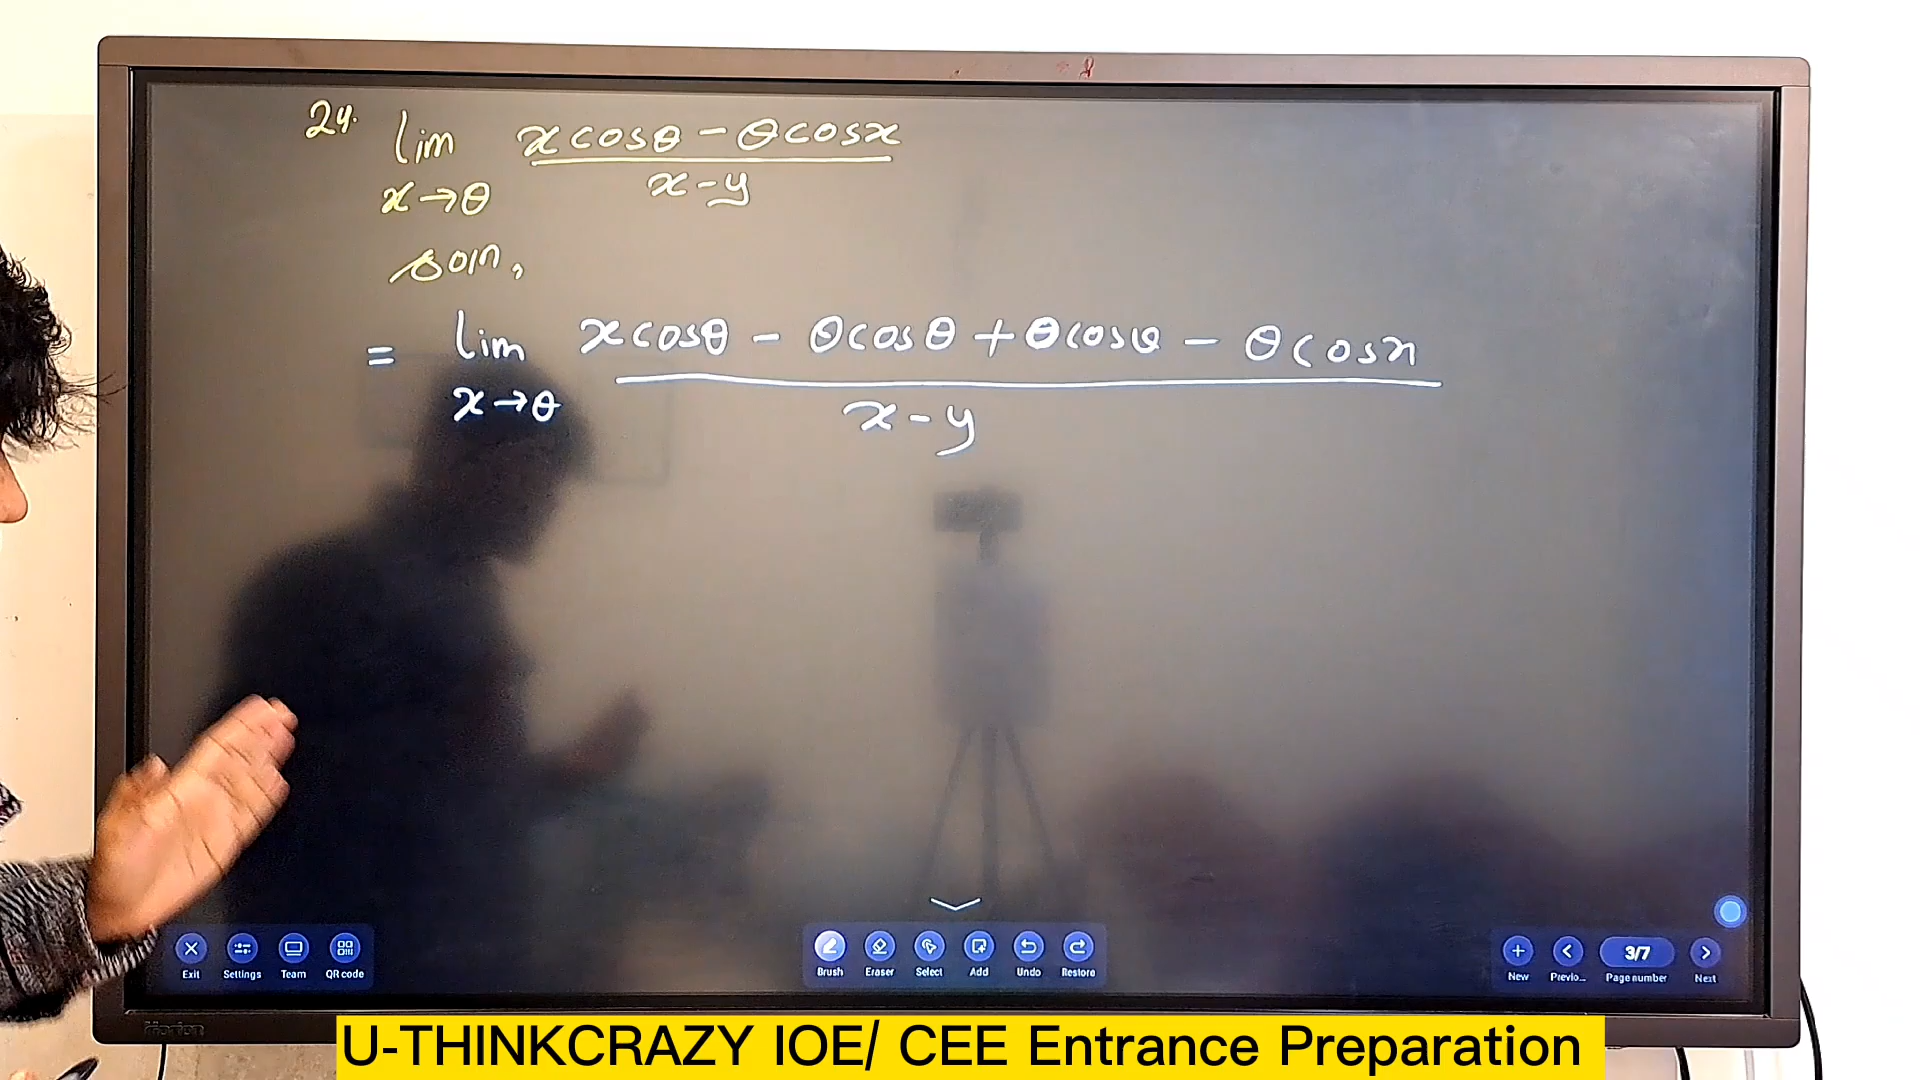 24. lim xcosθ - θcosx
x→θ x-y
soln,
= lim xcosθ - θcosθ + θcosθ - θcosx
x→θ x-y
Exit Settings Team QR code Brush Eraser Select Add Undo Restore New Previo... 3/7 Page number Next
U-THINKCRAZY IOE/ CEE Entrance Preparation